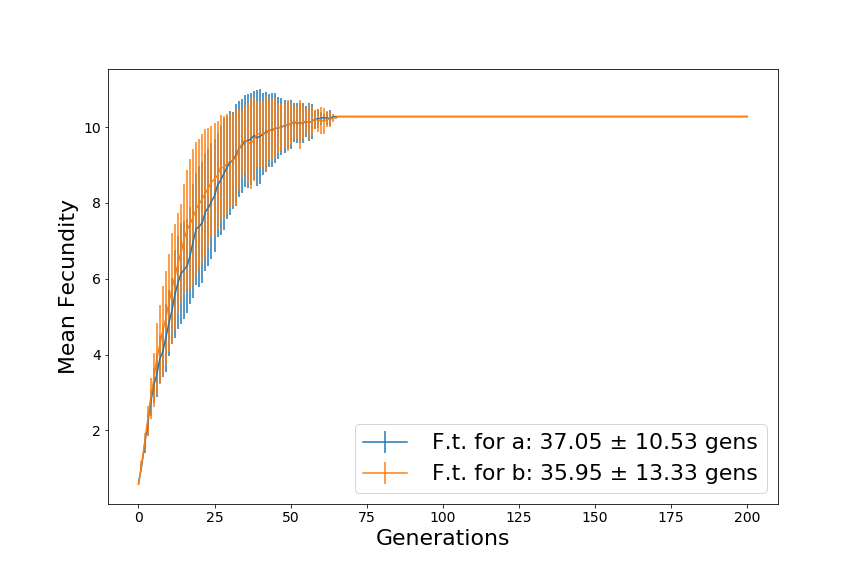 10
8
6
4
2
Mean Fecundity
F.t. for a: 37.05 ± 10.53 gens
F.t. for b: 35.95 ± 13.33 gens
0 25 50 75 100 125 150 175 200
Generations